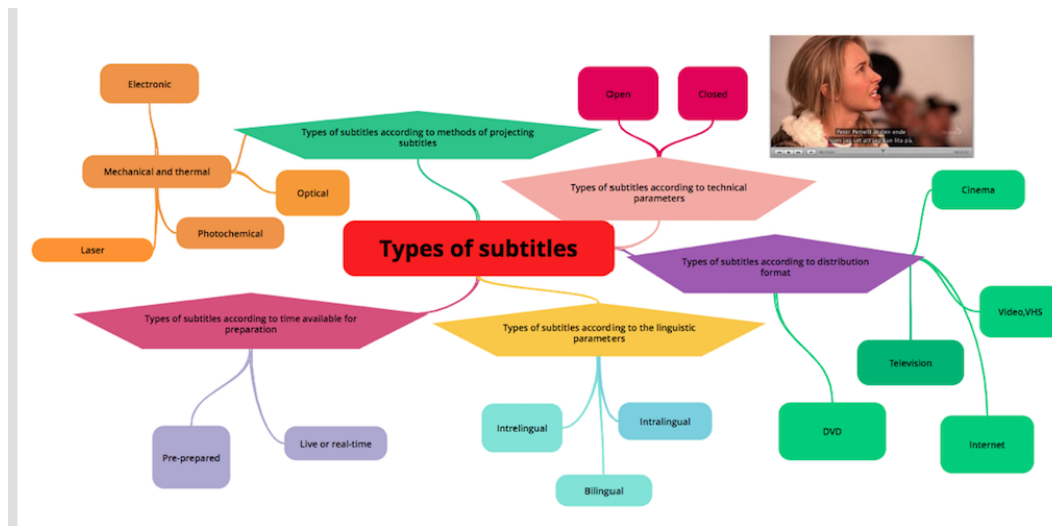 Electronic
Mechanical and thermal
Optical
Photochemical
Laser
Types of subtitles according to methods of projecting
subtitles
Open
Closed
Types of subtitles according to technical
parameters
Types of subtitles
Cinema
Types of subtitles according to distribution
format
Video,VHS
Television
DVD
Internet
Types of subtitles according to time available for
preparation
Pre-prepared
Live or real-time
Types of subtitles according to the linguistic
parameters
Intrelingual
Intralingual
Bilingual